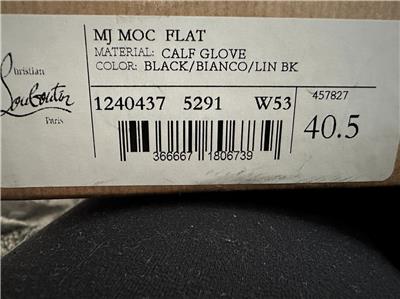 MJ MOC FLAT
MATERIAL: CALF GLOVE
COLOR: BLACK/BIANCO/LIN BK
Christian
Louboutin
Paris
1240437 5291 W53
457827
40.5
366667 1806739